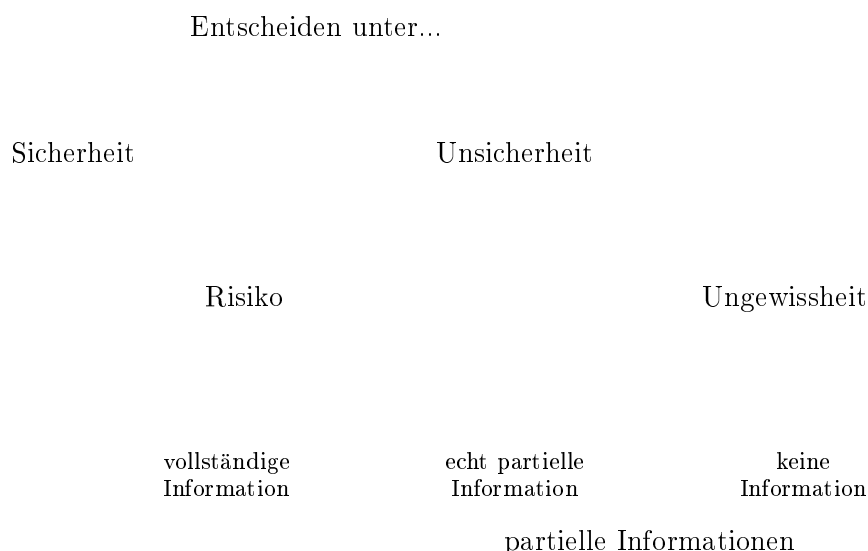 Entscheiden unter...
Sicherheit
Unsicherheit
Risiko
Ungewissheit
vollständige
Information
echt partielle
Information
keine
Information
partielle Informationen